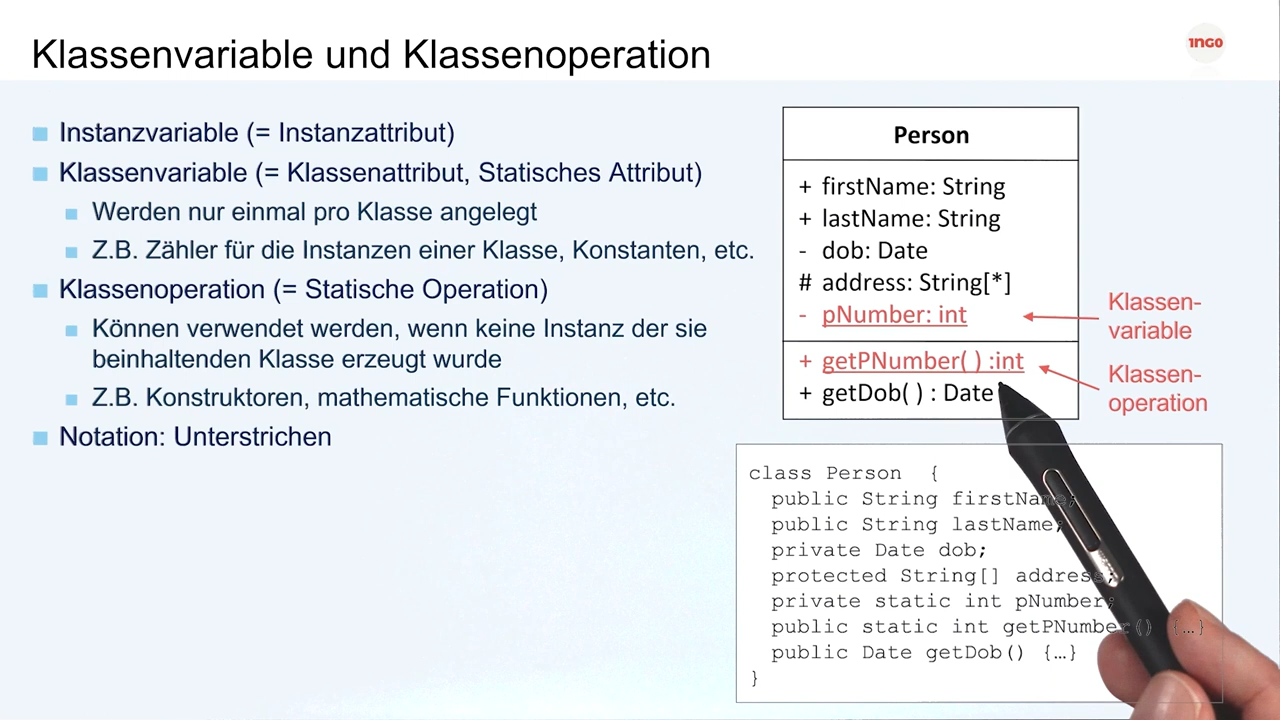 Klassenvariable und Klassenoperation
1NGO
Instanzvariable (= Instanzattribut)
Klassenvariable (= Klassenattribut, Statisches Attribut)
Werden nur einmal pro Klasse angelegt
Z.B. Zähler für die Instanzen einer Klasse, Konstanten, etc.
Klassenoperation (= Statische Operation)
Können verwendet werden, wenn keine Instanz der sie
beinhaltenden Klasse erzeugt wurde
Z.B. Konstruktoren, mathematische Funktionen, etc.
Notation: Unterstrichen
Person
+ firstName: String
+ lastName: String
- dob: Date
# address: String[*]
- pNumber: int
+ getPNumber( ) :int
+ getDob( ) : Date
Klassen-
variable
Klassen-
operation
class Person {
public String firstName;
public String lastName;
private Date dob;
protected String[] address;
private static int pNumber;
public static int getPNumber() {…}
public Date getDob() {…}
}